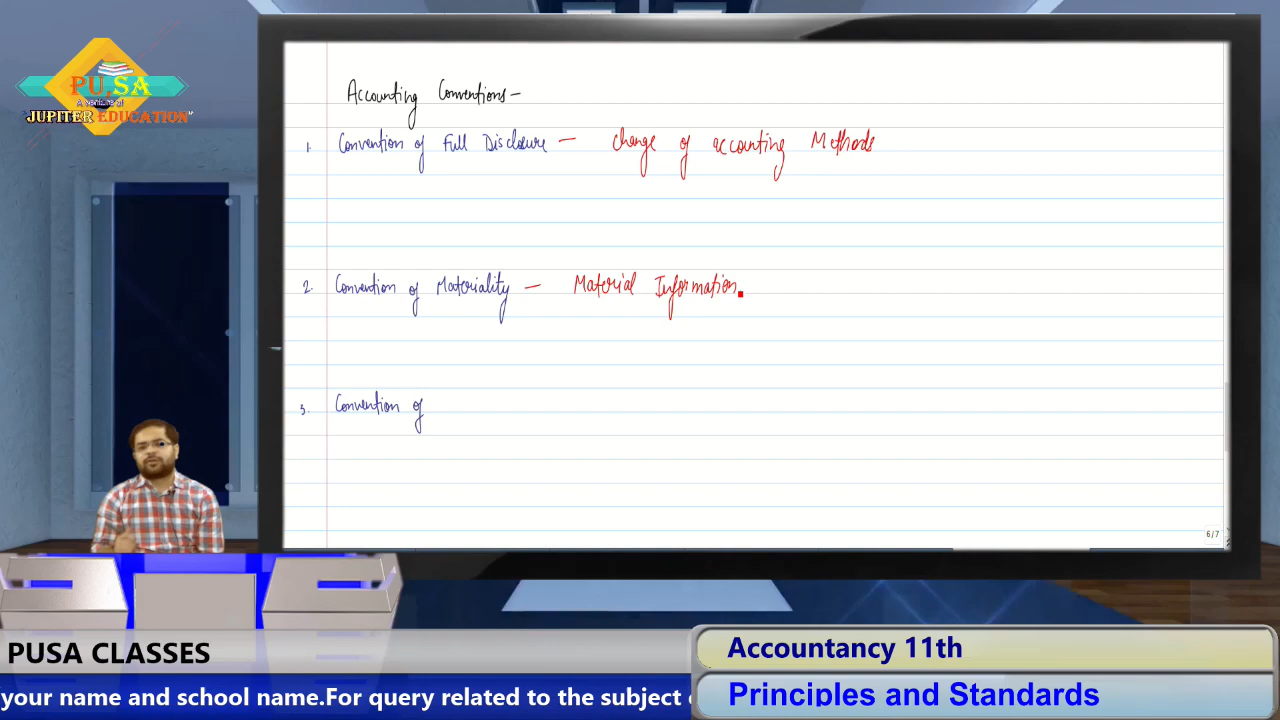 PU,SA
A venture of
"JUPITER EDUCATION"
Accounting Conventions -
1. Convention of Full Disclosure - Change of accounting Methods
2. Convention of Materiality - Material Information
3. Convention of
6/7
PUSA CLASSES
Accountancy 11th
your name and school name.For query related to the subject
Principles and Standards